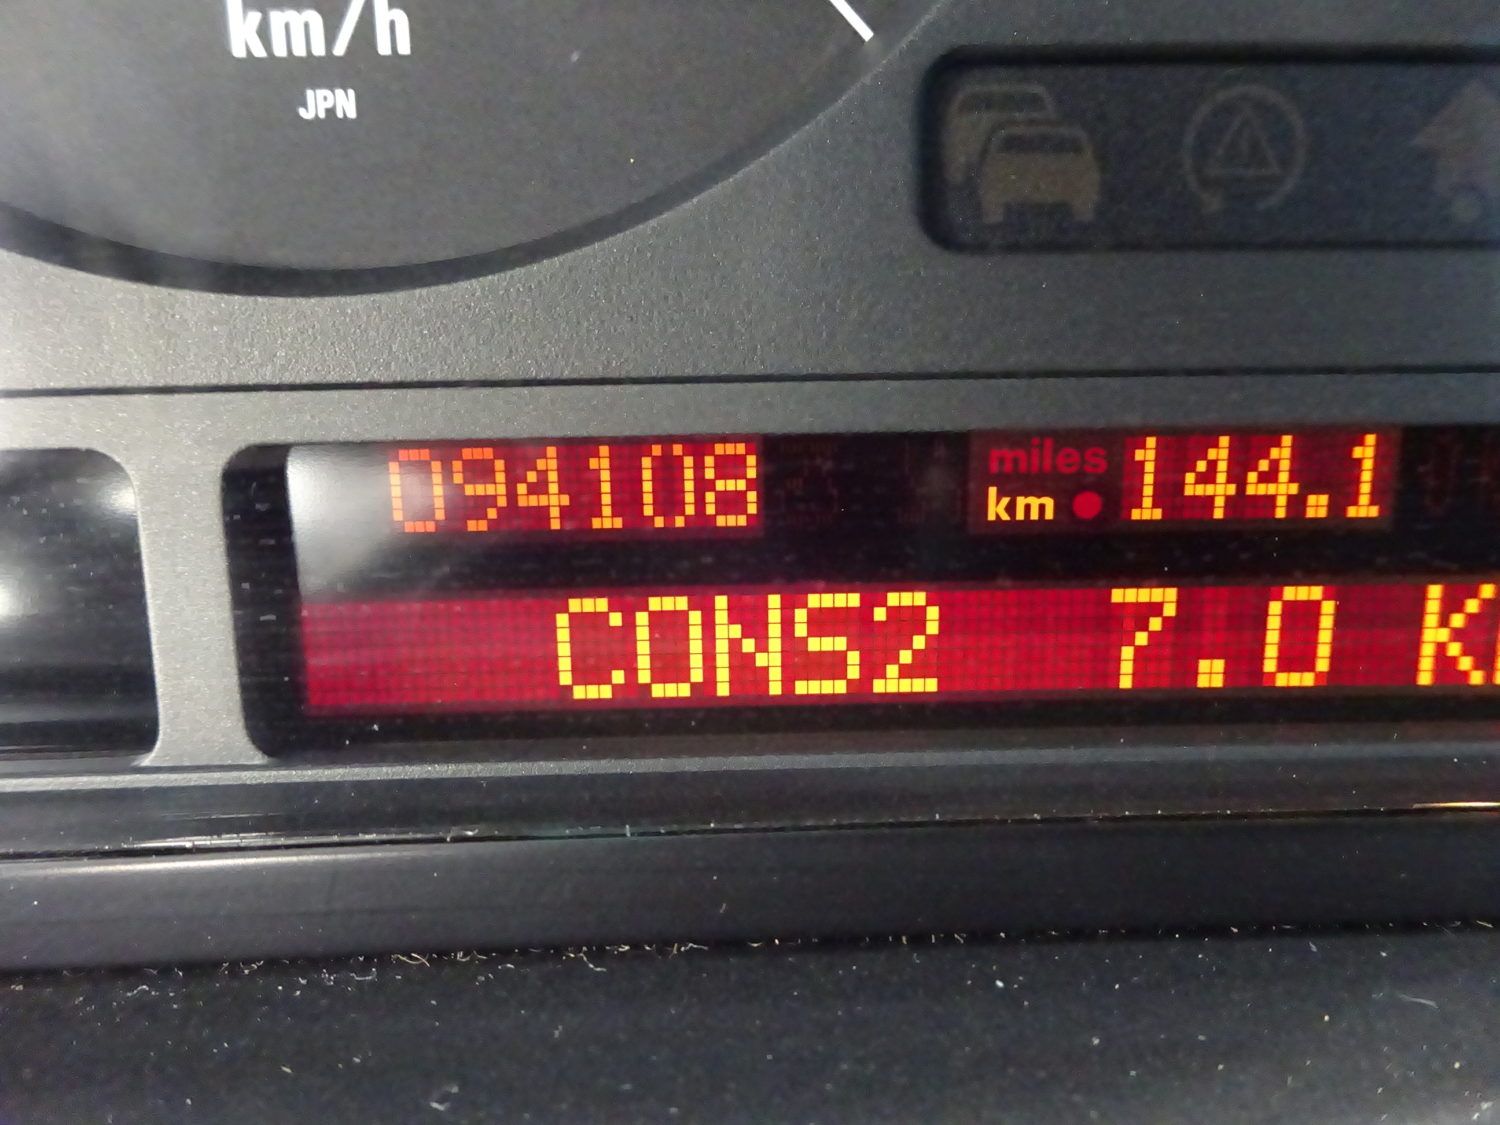 km/h
JPN
094108
miles
km
144.1
CONS2 7.0 K